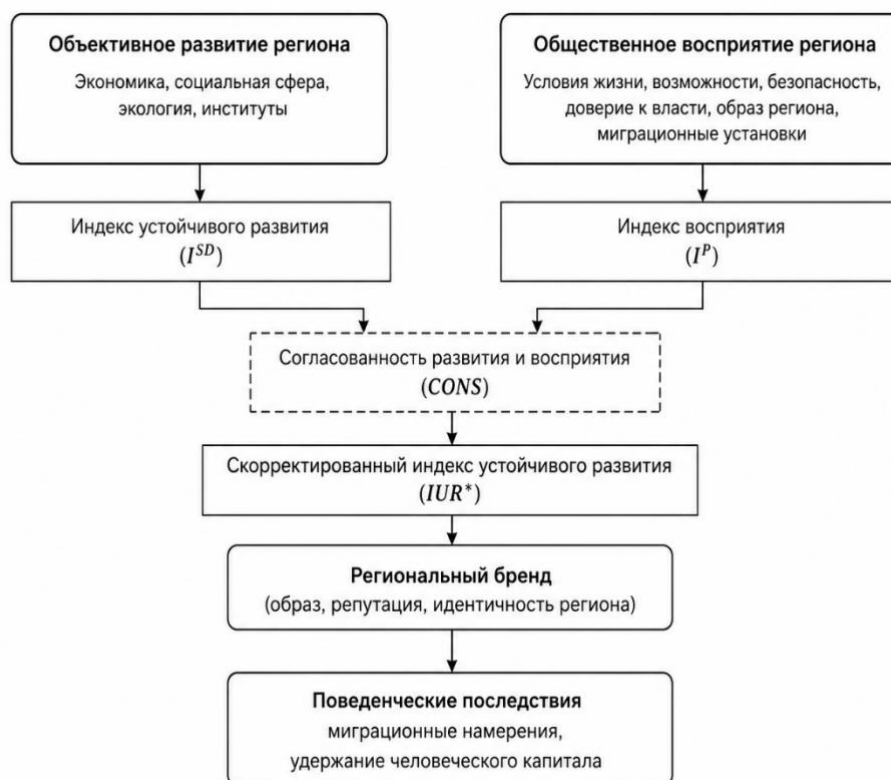 Объективное развитие региона
Экономика, социальная сфера,
экология, институты
Общественное восприятие региона
Условия жизни, возможности, безопасность,
доверие к власти, образ региона,
миграционные установки
Индекс устойчивого развития
(I^SD)
Индекс восприятия
(I^P)
Согласованность развития и восприятия
(CONS)
Скорректированный индекс устойчивого развития
(IUR*)
Региональный бренд
(образ, репутация, идентичность региона)
Поведенческие последствия
миграционные намерения,
удержание человеческого капитала